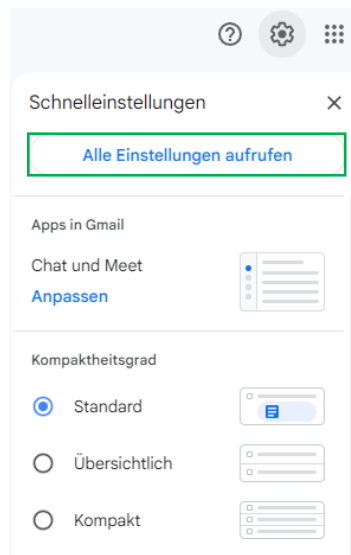 Schnelleinstellungen
Alle Einstellungen aufrufen
Apps in Gmail
Chat und Meet
Anpassen
Kompaktheitsgrad
Standard
Übersichtlich
Kompakt